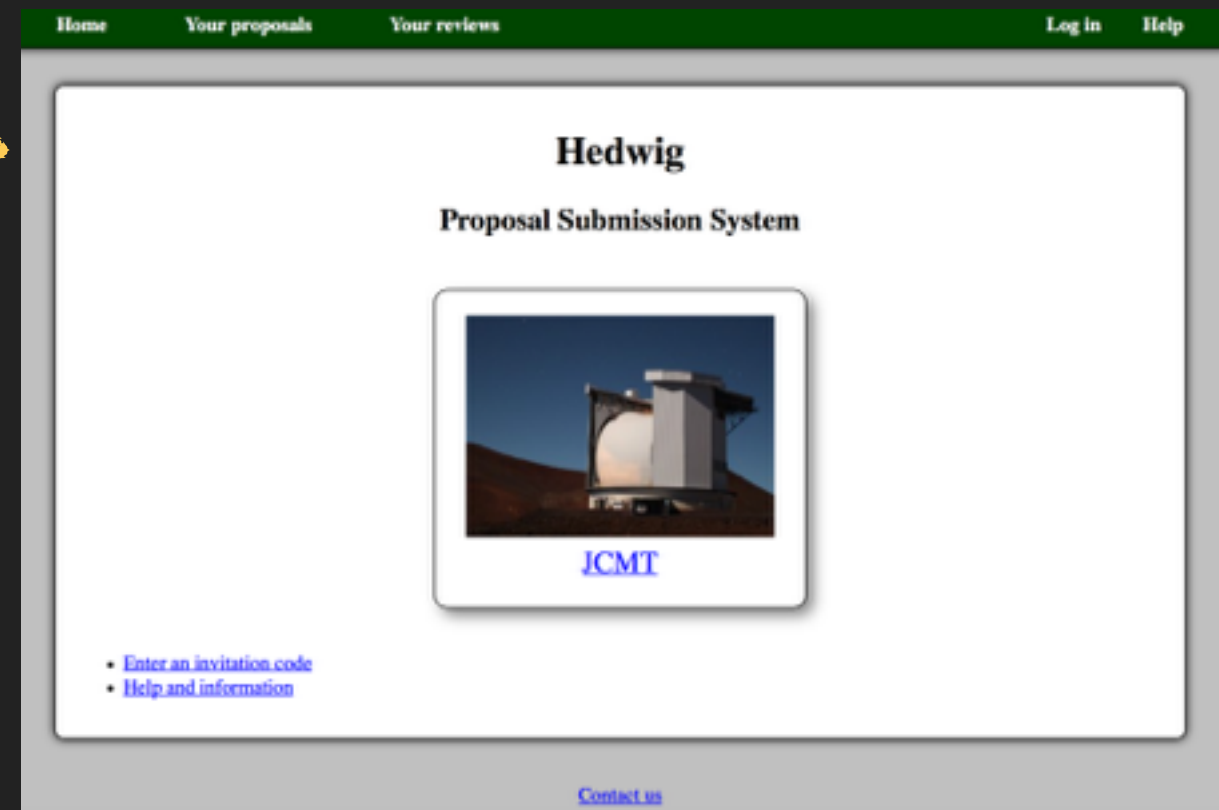 Home Your proposals Your reviews Log in Help
Hedwig
Proposal Submission System
JCMT
Enter an invitation code
Help and information
Contact us